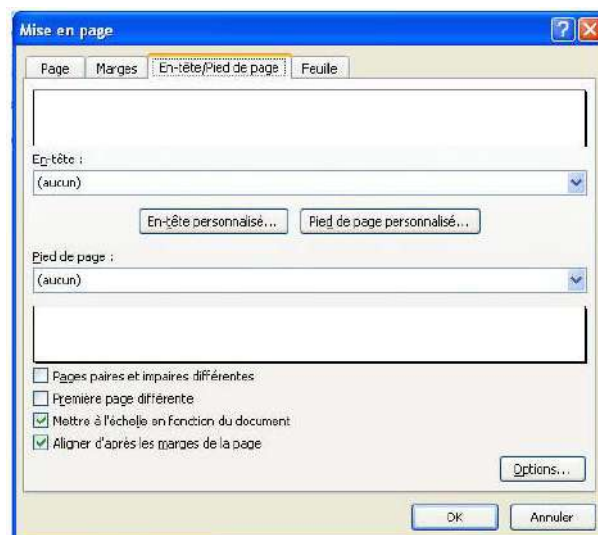 Mise en page
Page Marges En-tête/Pied de page Feuille
En-tête :
(aucun)
En-tête personnalisé... Pied de page personnalisé...
Pied de page :
(aucun)
Pages paires et impaires différentes
Première page différente
Mettre à l'échelle en fonction du document
Aligner d'après les marges de la page
Options...
OK Annuler